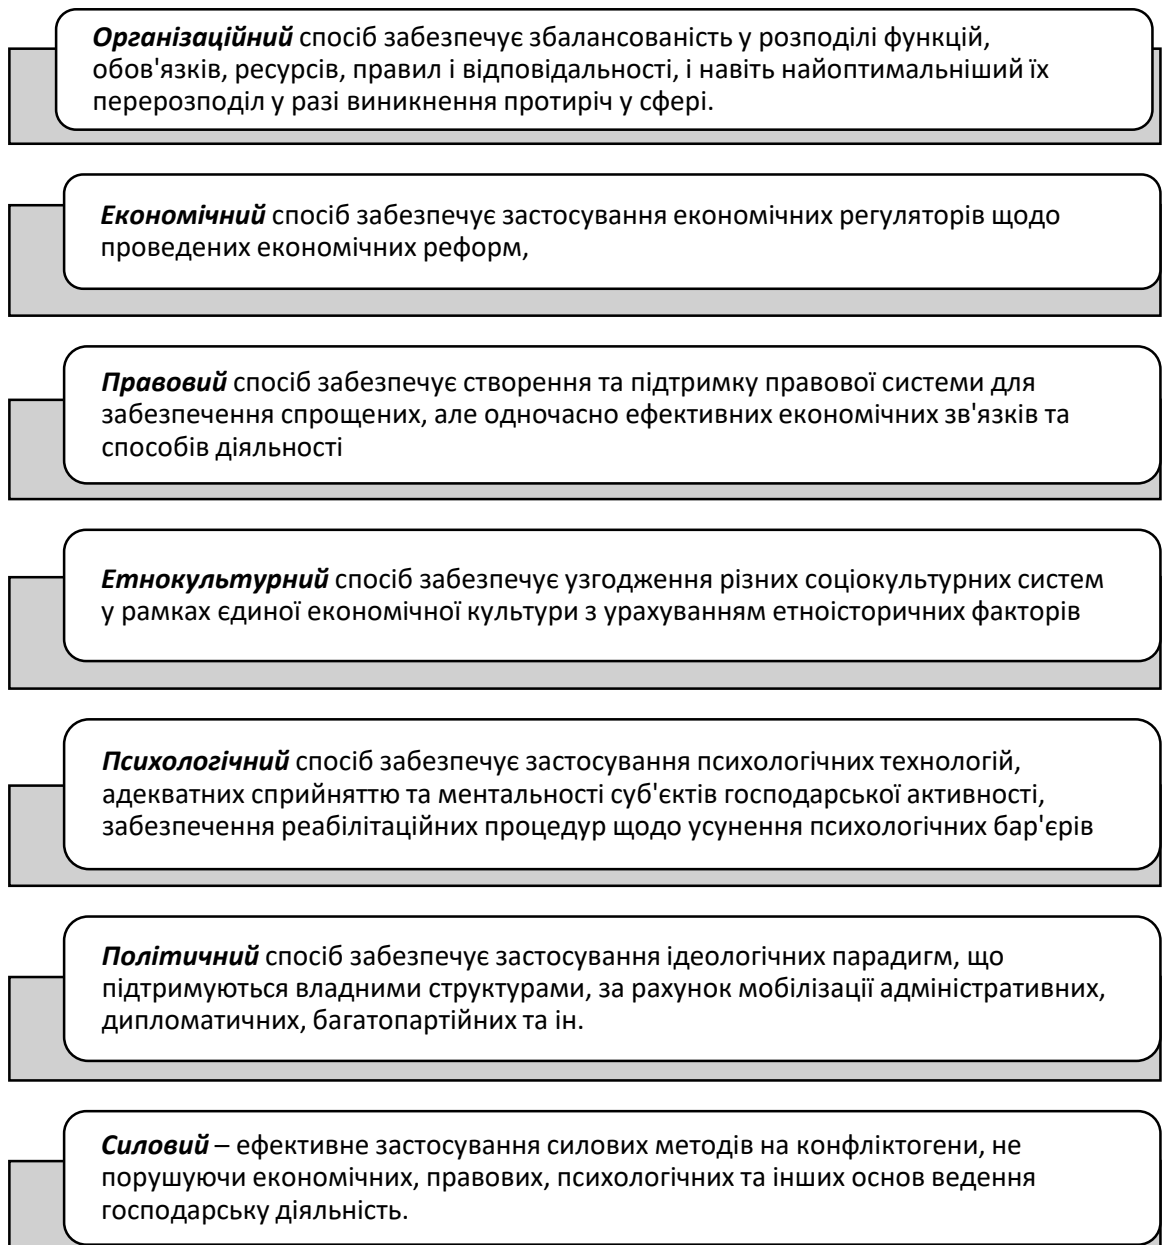 Організаційний спосіб забезпечує збалансованість у розподілі функцій,
обов'язків, ресурсів, правил і відповідальності, і навіть найоптимальніший їх
перерозподіл у разі виникнення протиріч у сфері.
Економічний спосіб забезпечує застосування економічних регуляторів щодо
проведених економічних реформ,
Правовий спосіб забезпечує створення та підтримку правової системи для
забезпечення спрощених, але одночасно ефективних економічних зв'язків та
способів діяльності
Етнокультурний спосіб забезпечує узгодження різних соціокультурних систем
у рамках єдиної економічної культури з урахуванням етноісторичних факторів
Психологічний спосіб забезпечує застосування психологічних технологій,
адекватних сприйняттю та ментальності суб'єктів господарської активності,
забезпечення реабілітаційних процедур щодо усунення психологічних бар'єрів
Політичний спосіб забезпечує застосування ідеологічних парадигм, що
підтримуються владними структурами, за рахунок мобілізації адміністративних,
дипломатичних, багатопартійних та ін.
Силовий – ефективне застосування силових методів на конфліктогени, не
порушуючи економічних, правових, психологічних та інших основ ведення
господарську діяльність.